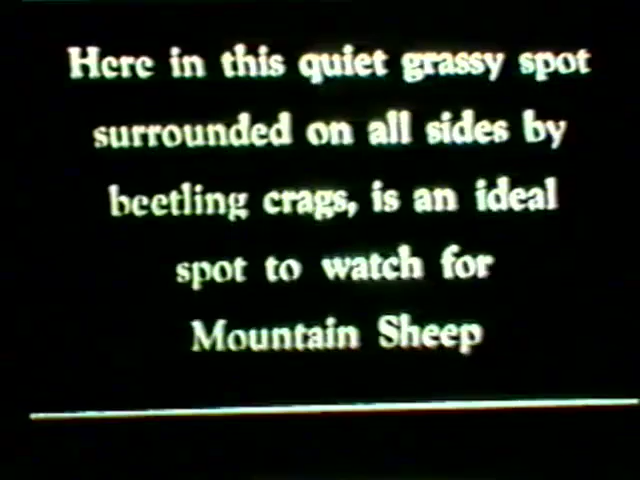 Here in this quiet grassy spot
surrounded on all sides by
beetling crags, is an ideal
spot to watch for
Mountain Sheep